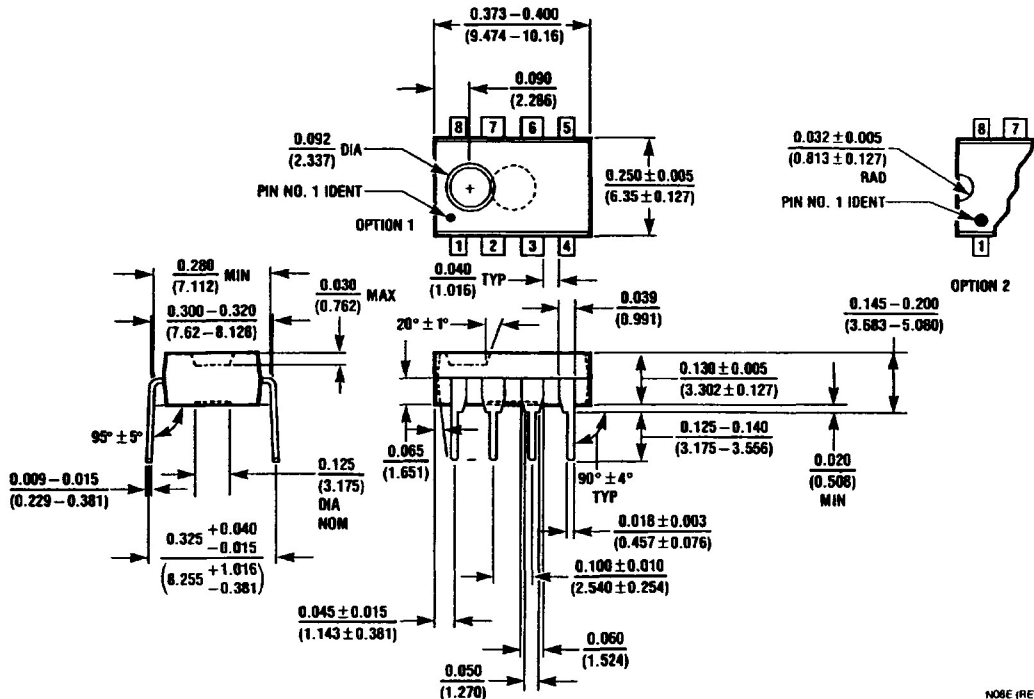 0.373–0.400
(9.474–10.16)
0.090
(2.286)
8 7 6 5
0.092
(2.337) DIA
PIN NO. 1 IDENT
OPTION 1
+
0.250 ± 0.005
(6.35 ± 0.127)
1 2 3 4
0.032 ± 0.005
(0.813 ± 0.127)
RAD
PIN NO. 1 IDENT
8 7
1
OPTION 2
0.280
(7.112) MIN
0.300–0.320
(7.62–8.128)
0.030
(0.762) MAX
0.040
(1.016) TYP
0.039
(0.991)
20° ± 1°
0.145–0.200
(3.683–5.080)
0.130 ± 0.005
(3.302 ± 0.127)
0.125–0.140
(3.175–3.556)
0.020
(0.508)
MIN
95° ± 5°
0.009–0.015
(0.229–0.381)
0.125
(3.175)
DIA
NOM
0.065
(1.651)
90° ± 4°
TYP
0.018 ± 0.003
(0.457 ± 0.076)
0.325 +0.040
−0.015
(8.255 +1.016
−0.381)
0.100 ± 0.010
(2.540 ± 0.254)
0.045 ± 0.015
(1.143 ± 0.381)
0.060
(1.524)
0.050
(1.270)